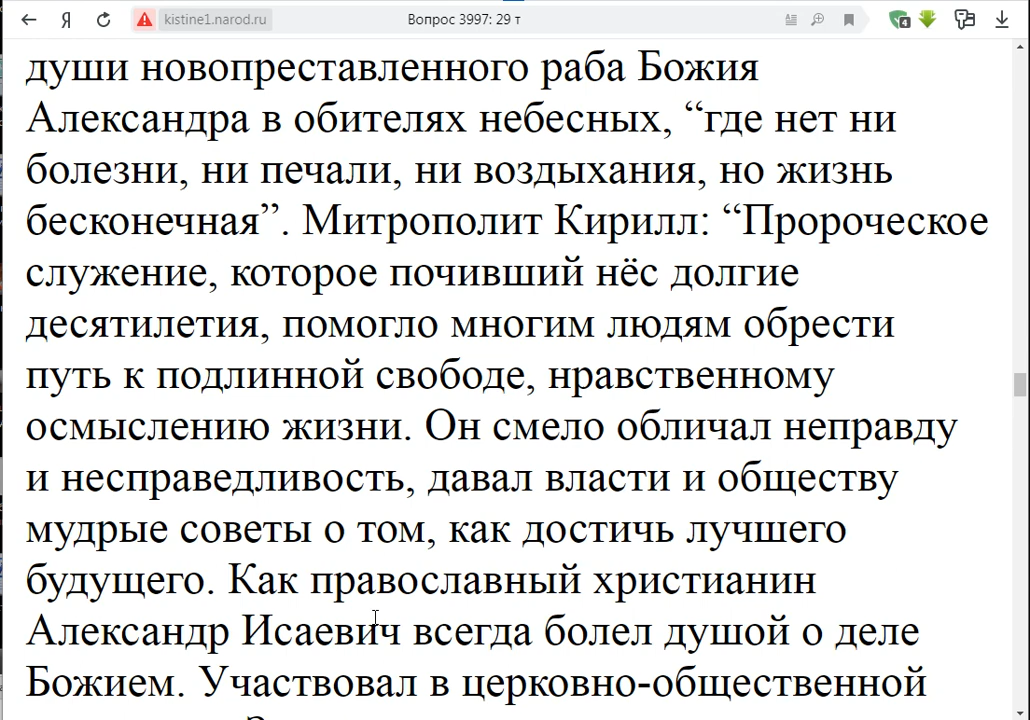 Я
kistine1.narod.ru
Вопрос 3997: 29 т
4
души новопреставленного раба Божия
Александра в обителях небесных, “где нет ни
болезни, ни печали, ни воздыхания, но жизнь
бесконечная”. Митрополит Кирилл: “Пророческое
служение, которое почивший нёс долгие
десятилетия, помогло многим людям обрести
путь к подлинной свободе, нравственному
осмыслению жизни. Он смело обличал неправду
и несправедливость, давал власти и обществу
мудрые советы о том, как достичь лучшего
будущего. Как православный христианин
Александр Исаевич всегда болел душой о деле
Божием. Участвовал в церковно-общественной